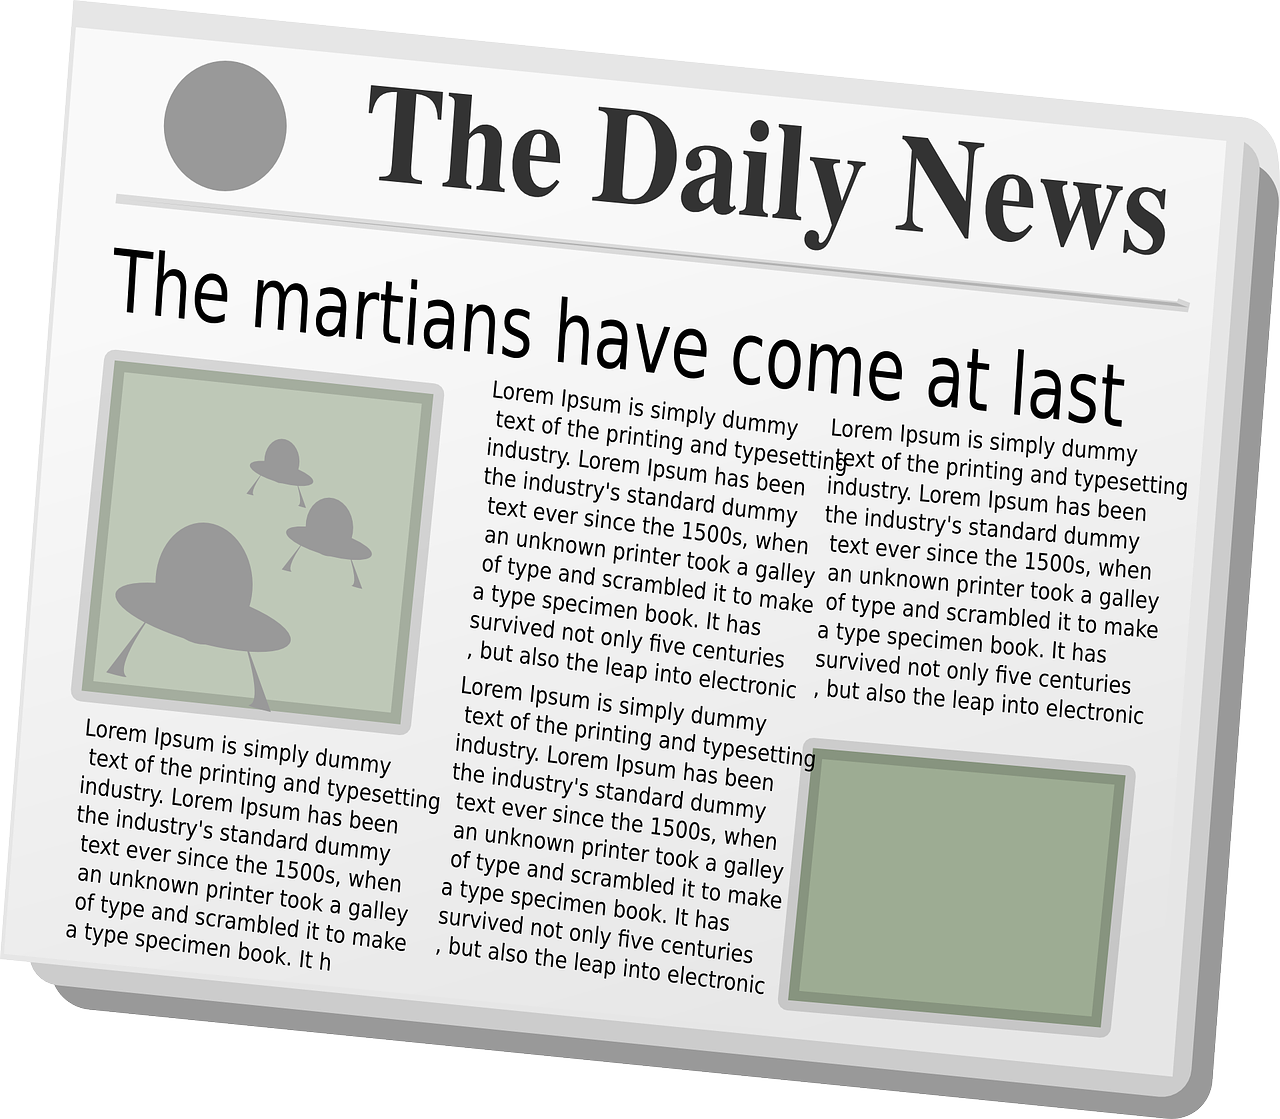 The Daily News
The martians have come at last
Lorem Ipsum is simply dummy
text of the printing and typesetting
industry. Lorem Ipsum has been
the industry's standard dummy
text ever since the 1500s, when
an unknown printer took a galley
of type and scrambled it to make
a type specimen book. It h
Lorem Ipsum is simply dummy
text of the printing and typesetting
industry. Lorem Ipsum has been
the industry's standard dummy
text ever since the 1500s, when
an unknown printer took a galley
of type and scrambled it to make
a type specimen book. It has
survived not only five centuries
, but also the leap into electronic
Lorem Ipsum is simply dummy
text of the printing and typesetting
industry. Lorem Ipsum has been
the industry's standard dummy
text ever since the 1500s, when
an unknown printer took a galley
of type and scrambled it to make
a type specimen book. It has
survived not only five centuries
, but also the leap into electronic
Lorem Ipsum is simply dummy
text of the printing and typesetting
industry. Lorem Ipsum has been
the industry's standard dummy
text ever since the 1500s, when
an unknown printer took a galley
of type and scrambled it to make
a type specimen book. It has
survived not only five centuries
, but also the leap into electronic